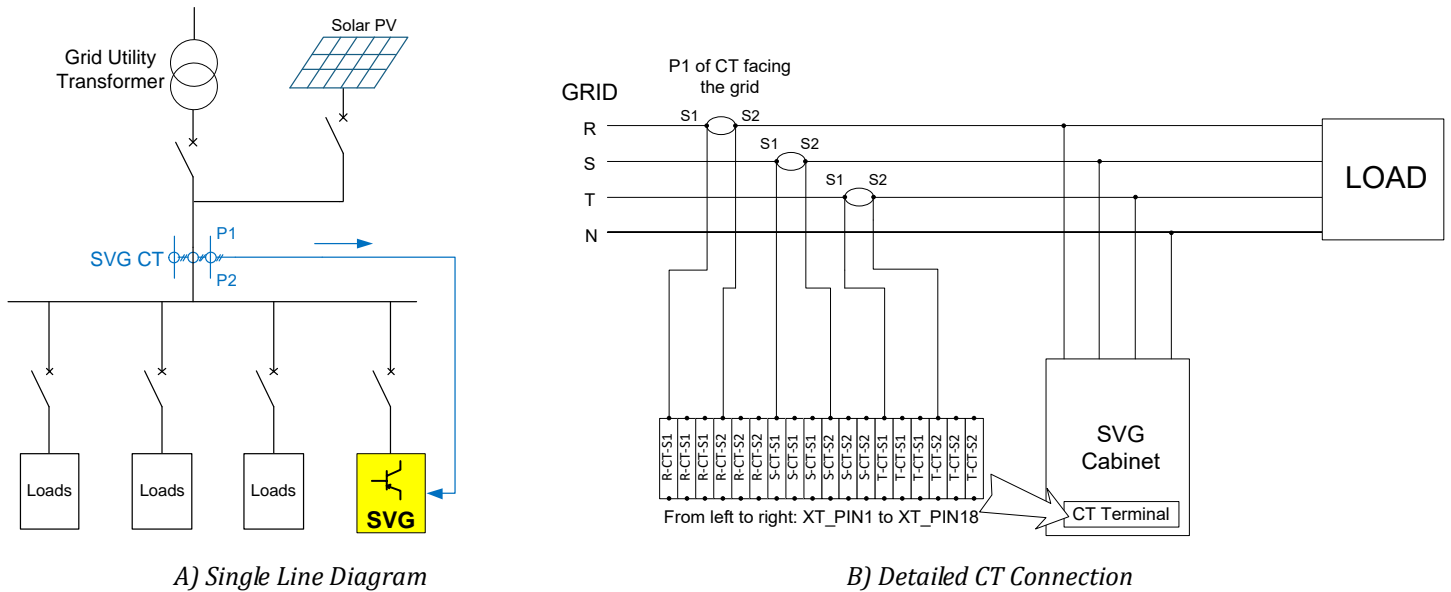 Solar PV
Grid Utility
Transformer
P1
SVG CT
P2
Loads
Loads
Loads
SVG
A) Single Line Diagram
P1 of CT facing
the grid
GRID
S1 S2
R
S1 S2
S
S1 S2
T
N
LOAD
R-CT-S1
R-CT-S1
R-CT-S1
R-CT-S2
R-CT-S2
R-CT-S2
S-CT-S1
S-CT-S1
S-CT-S1
S-CT-S2
S-CT-S2
S-CT-S2
T-CT-S1
T-CT-S1
T-CT-S1
T-CT-S2
T-CT-S2
T-CT-S2
From left to right: XT_PIN1 to XT_PIN18
SVG
Cabinet
CT Terminal
B) Detailed CT Connection